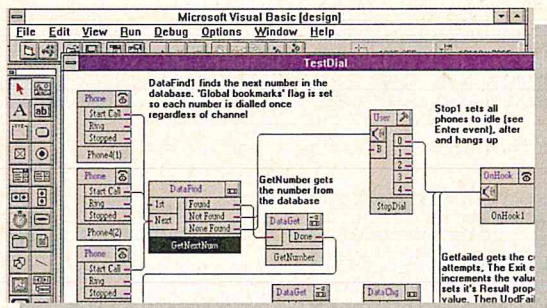 Microsoft Visual Basic [design]
File Edit View Run Debug Options Window Help
TestDial
DataFind1 finds the next number in the
database. "Global bookmarks" flag is set
so each number is dialled once
regardless of channel
Phone
Start Call
Ring
Stopped
Phone4(1)
Phone
Start Call
Ring
Stopped
Phone4(2)
Phone
Start Call
Ring
Stopped
DataFind
1st Found
Next Not Found
None Found
GetNextNum
GetNumber gets
the number from
the database
DataGet
Done
GetNumber
User
B
0
1
2
3
4
StopDial
Stop1 sets all
phones to idle (see
Enter event), after
and hangs up
OnHook
OnHook1
Getfailed gets the
attempts, The Exit
increments the
sets it's Result
value. Then
DataGet
DataChg